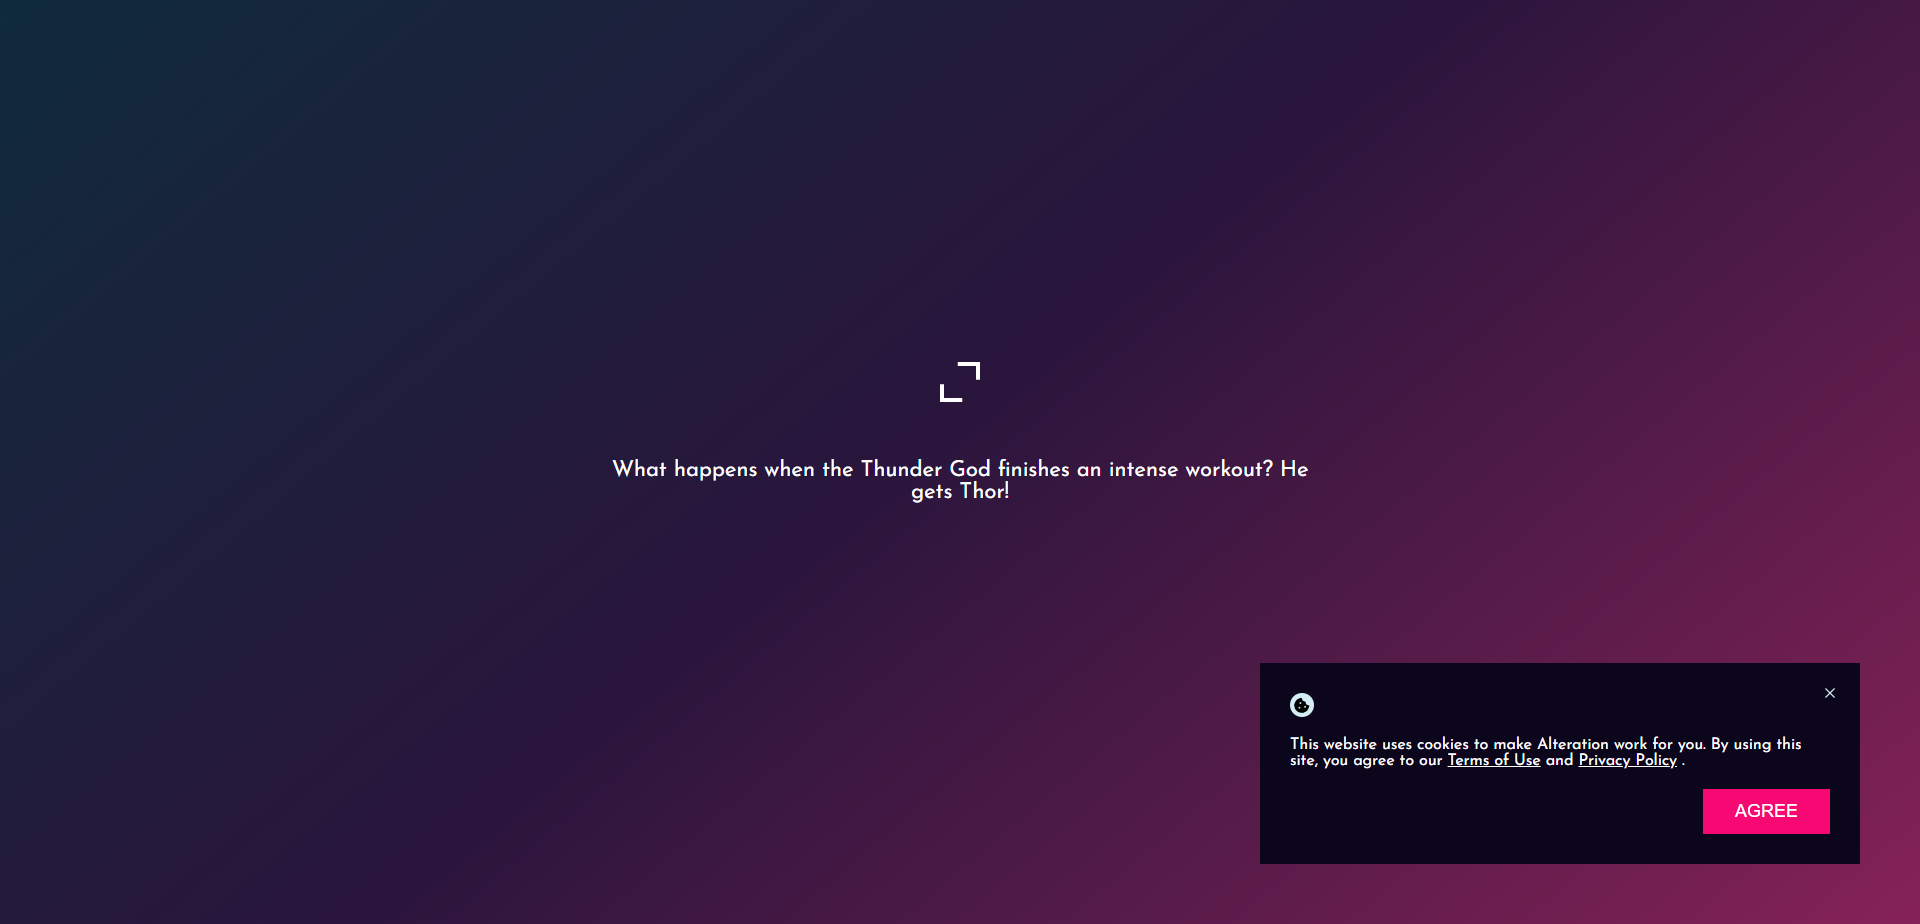 What happens when the Thunder God finishes an intense workout? He
gets Thor!
This website uses cookies to make Alteration work for you. By using this
site, you agree to our Terms of Use and Privacy Policy .
AGREE